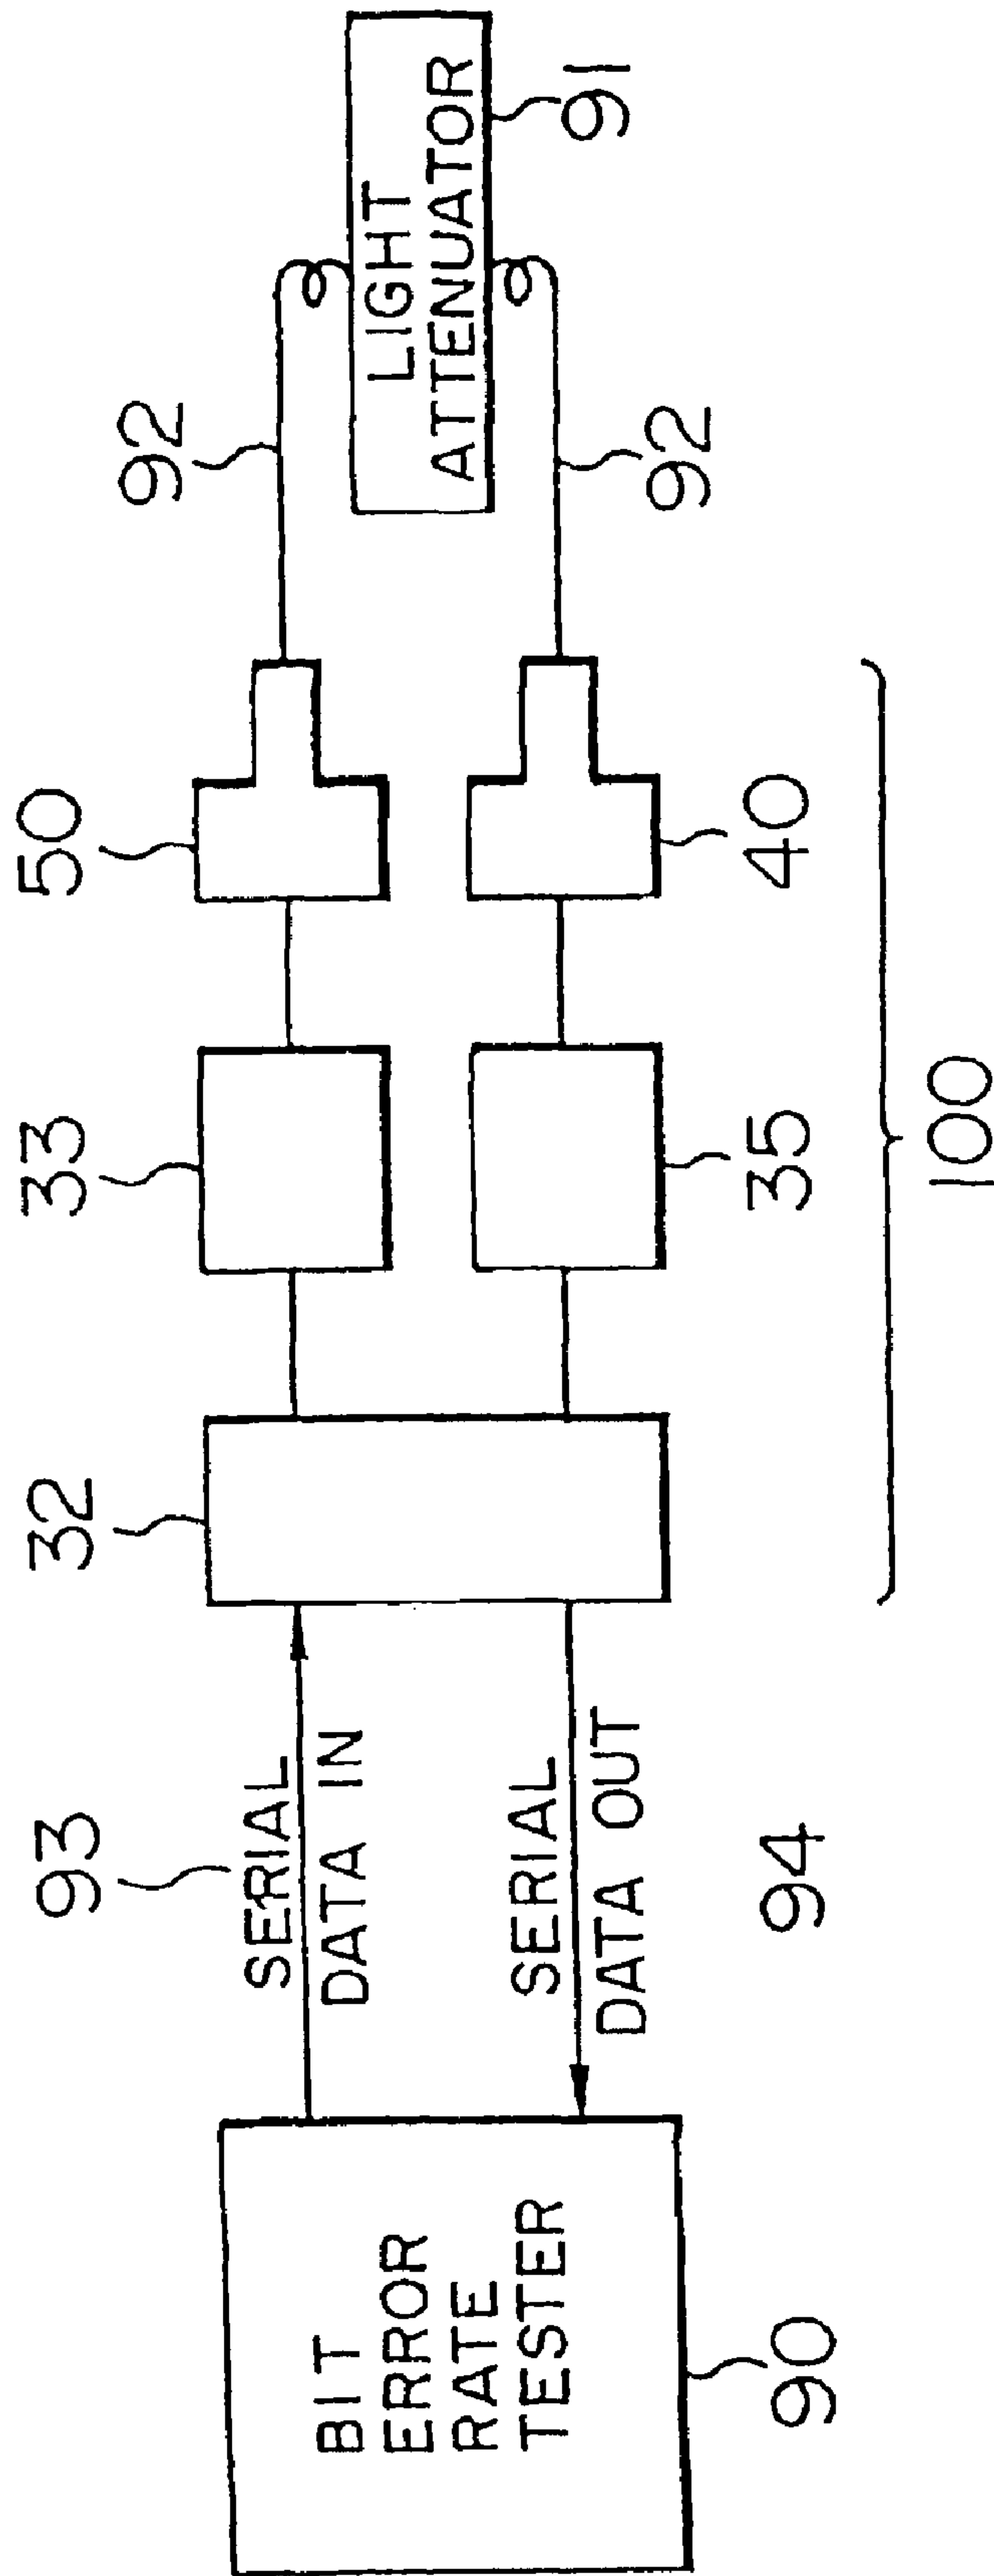 BIT
ERROR
RATE
TESTER
90
93
SERIAL
DATA IN
SERIAL
DATA OUT
94
32
33
35
50
40
100
92
92
LIGHT
ATTENUATOR
91